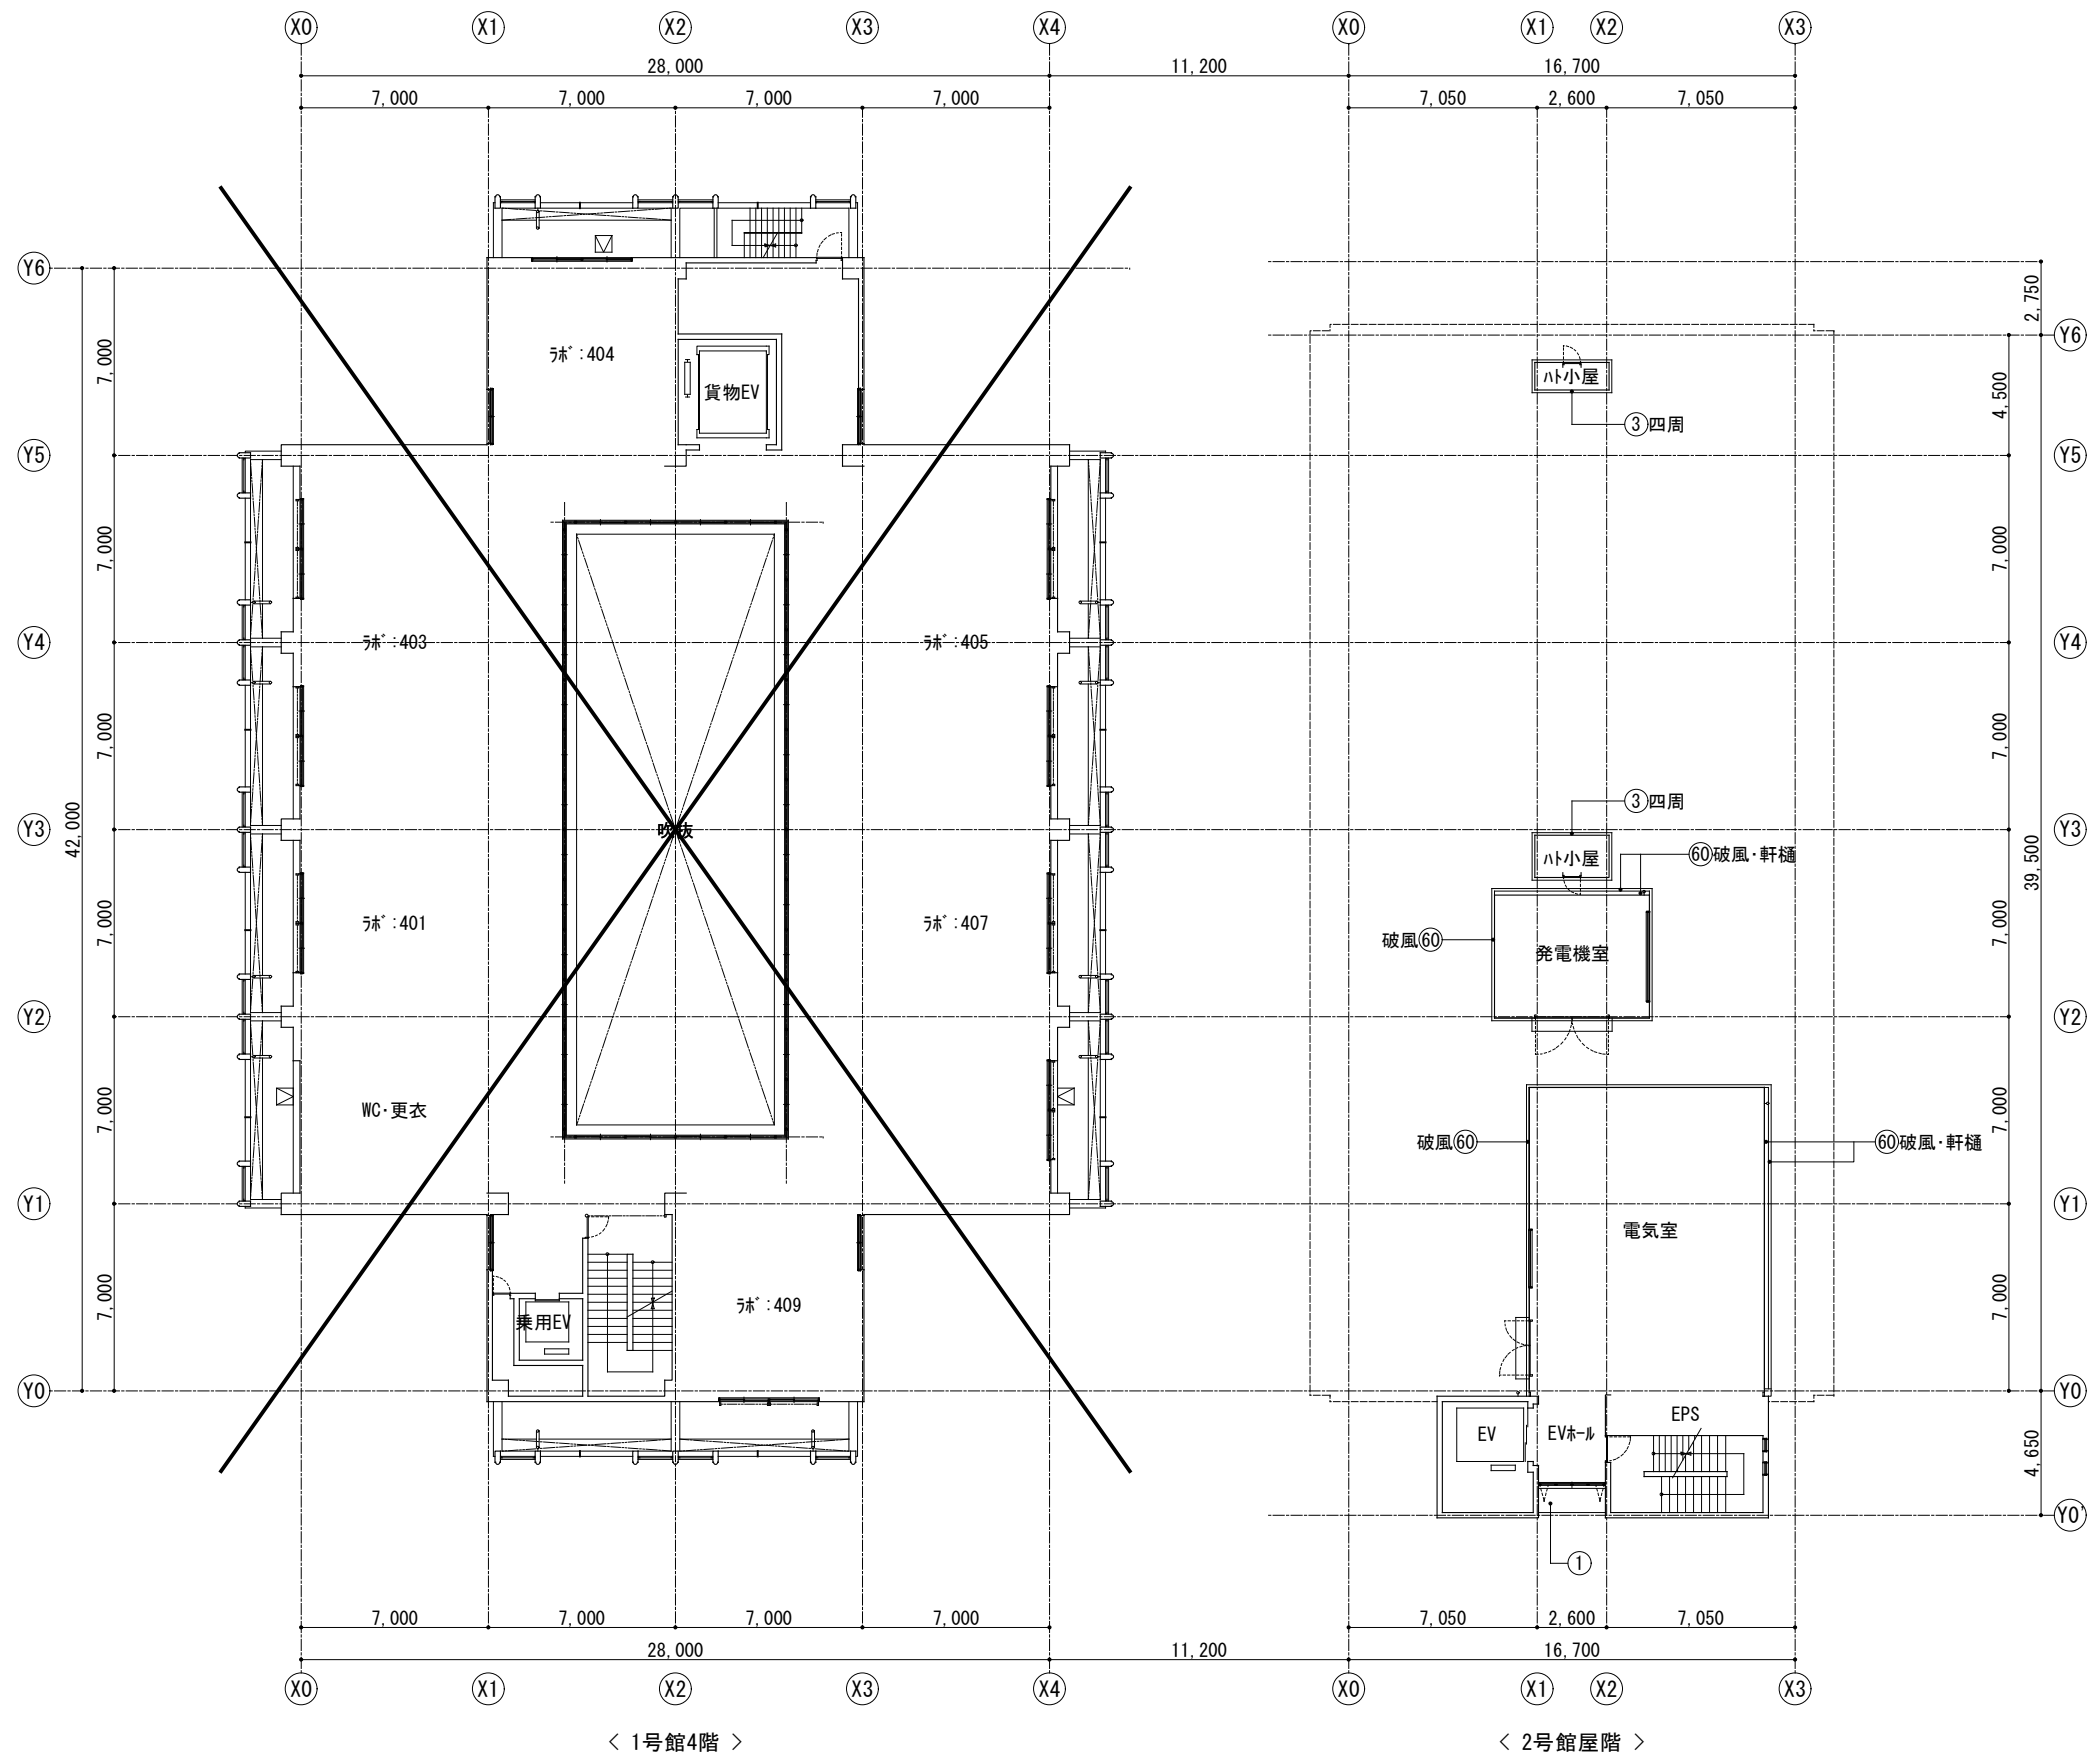 X0 X1 X2 X3 X4 X0 X1 X2 X3
28,000 11,200 16,700
7,000 7,000 7,000 7,000 7,050 2,600 7,050
Y6
2,750
Y6
7,000
ﾗﾎﾞ:404
貨物EV
ﾊﾄ小屋
4,500
③四周
Y5
Y5
7,000
7,000
Y4
ﾗﾎﾞ:403
ﾗﾎﾞ:405
Y4
7,000
7,000
③四周
42,000
Y3
吹抜
Y3
ﾊﾄ小屋
60破風・軒樋
39,500
7,000
ﾗﾎﾞ:401
ﾗﾎﾞ:407
破風60
発電機室
7,000
Y2
Y2
7,000
WC・更衣
破風60
60破風・軒樋
7,000
Y1
Y1
電気室
7,000
ﾗﾎﾞ:409
乗用EV
7,000
Y0
Y0
EPS
EV
EVﾎｰﾙ
4,650
Y0'
①
7,000 7,000 7,000 7,000 7,050 2,600 7,050
28,000 11,200 16,700
X0 X1 X2 X3 X4 X0 X1 X2 X3
< 1号館4階 >
< 2号館屋階 >